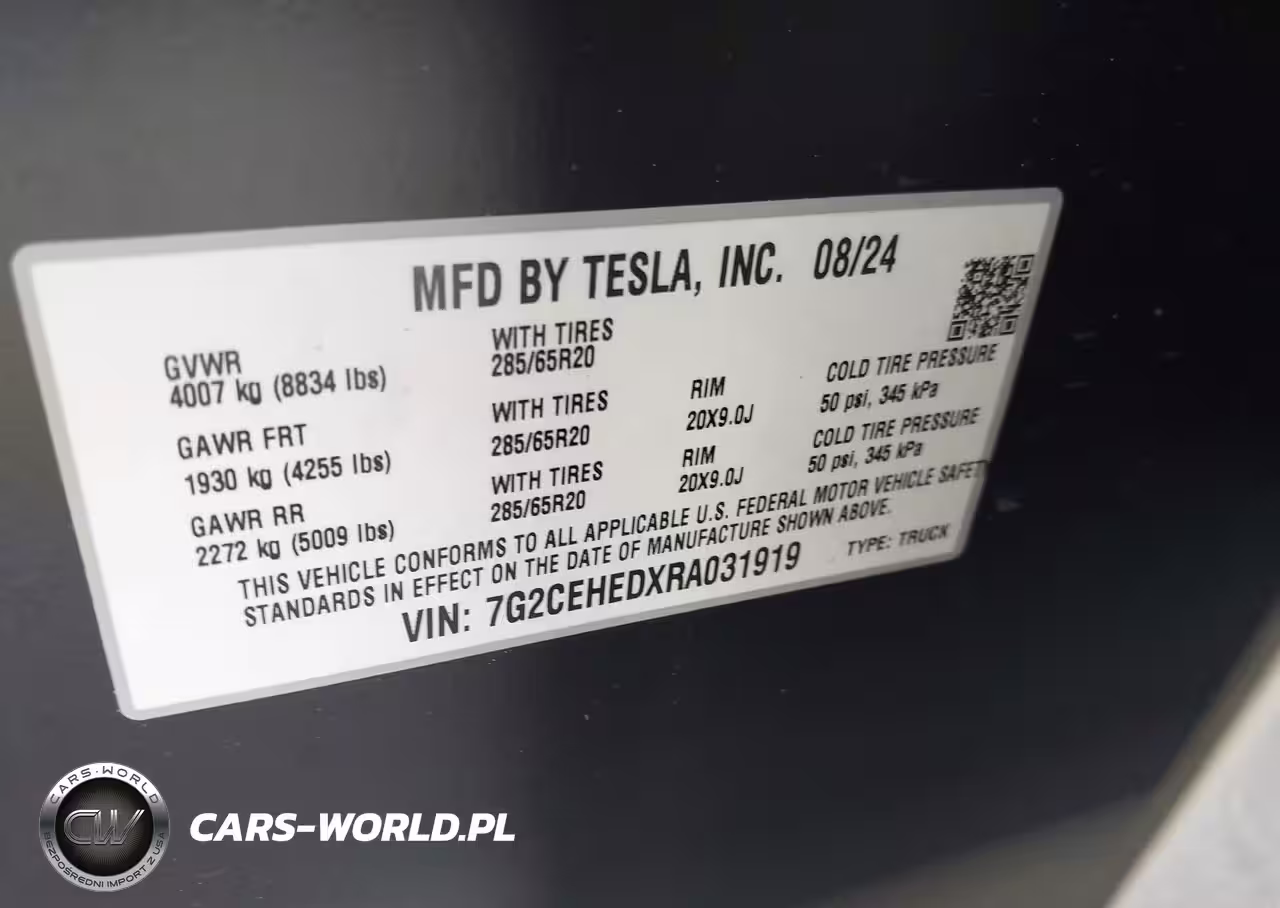 MFD BY TESLA, INC. 08/24
GVWR
4007 kg (8834 lbs)
WITH TIRES
285/65R20
GAWR FRT
1930 kg (4255 lbs)
WITH TIRES
285/65R20
RIM
20X9.0J
COLD TIRE PRESSURE
50 psi, 345 kPa
GAWR RR
2272 kg (5009 lbs)
WITH TIRES
285/65R20
RIM
20X9.0J
COLD TIRE PRESSURE
50 psi, 345 kPa
THIS VEHICLE CONFORMS TO ALL APPLICABLE U.S. FEDERAL MOTOR VEHICLE SAFETY
STANDARDS IN EFFECT ON THE DATE OF MANUFACTURE SHOWN ABOVE.
VIN: 7G2CEHEDXRA031919
TYPE: TRUCK
CARS-WORLD
CW
BEZPOŚREDNI IMPORT Z USA
CARS-WORLD.PL